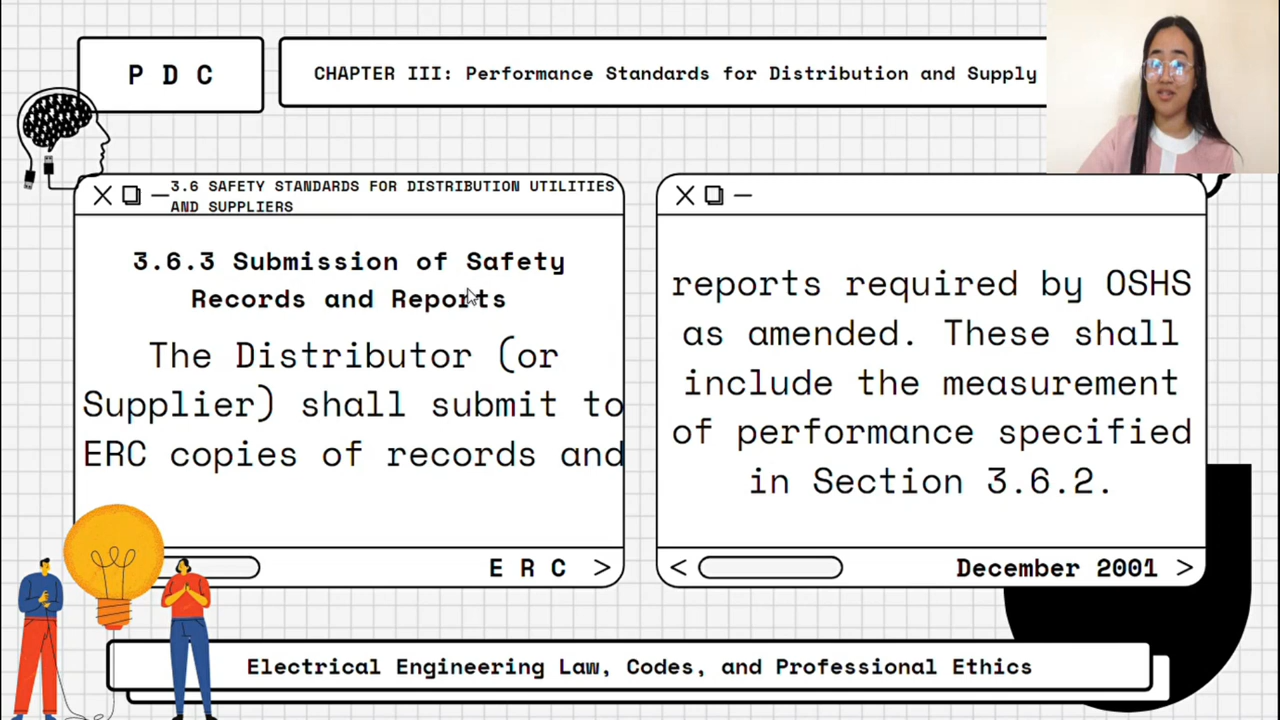 P D C
CHAPTER III: Performance Standards for Distribution and Supply
3.6 SAFETY STANDARDS FOR DISTRIBUTION UTILITIES
AND SUPPLIERS
3.6.3 Submission of Safety
Records and Reports
The Distributor (or
Supplier) shall submit to
ERC copies of records and
E R C >
reports required by OSHS
as amended. These shall
include the measurement
of performance specified
in Section 3.6.2.
< December 2001 >
Electrical Engineering Law, Codes, and Professional Ethics